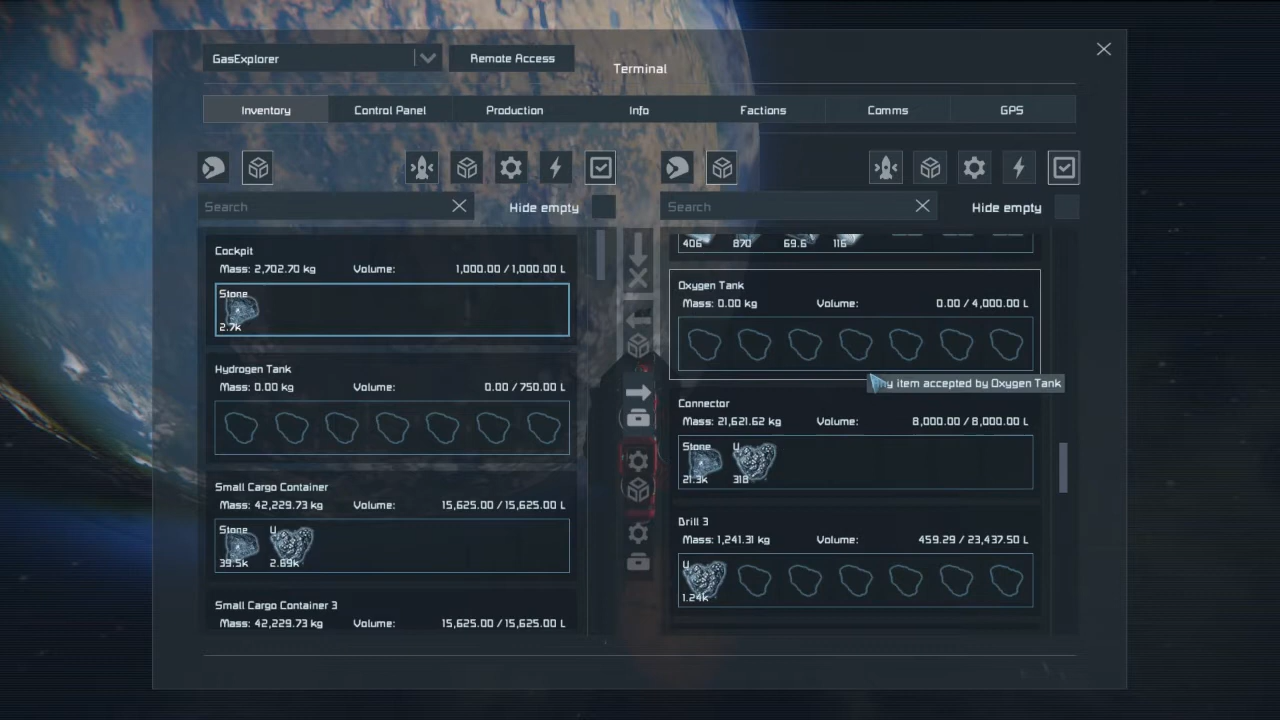 GasExplorer
Remote Access
Terminal
Inventory
Control Panel
Production
Info
Factions
Comms
GPS
Search
Hide empty
Search
Hide empty
Cockpit
Mass: 2,702.70 kg Volume: 1,000.00 / 1,000.00 L
Stone
2.7k
Hydrogen Tank
Mass: 0.00 kg Volume: 0.00 / 750.00 L
Small Cargo Container
Mass: 42,229.73 kg Volume: 15,625.00 / 15,625.00 L
Stone U
39.5k 2.69k
Small Cargo Container 3
Mass: 42,229.73 kg Volume: 15,625.00 / 15,625.00 L
406 870 69.6 116
Oxygen Tank
Mass: 0.00 kg Volume: 0.00 / 4,000.00 L
item accepted by Oxygen Tank
Connector
Mass: 21,621.62 kg Volume: 8,000.00 / 8,000.00 L
Stone U
21.3k 318
Drill 3
Mass: 1,241.31 kg Volume: 459.29 / 23,437.50 L
U
1.24k